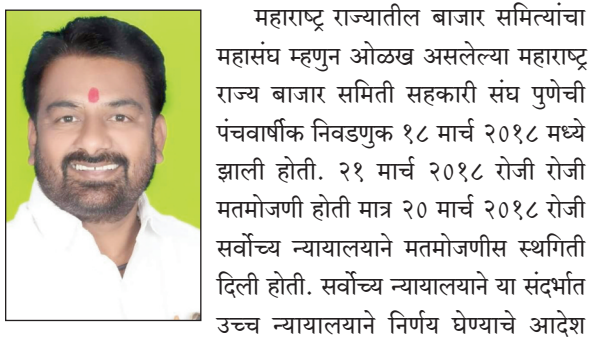 महाराष्ट्र राज्यातील बाजार समित्यांचा
महासंघ म्हणुन ओळख असलेल्या महाराष्ट्र
राज्य बाजार समिती सहकारी संघ पुणेची
पंचवार्षीक निवडणुक १८ मार्च २०१८ मध्ये
झाली होती. २१ मार्च २०१८ रोजी रोजी
मतमोजणी होती मात्र २० मार्च २०१८ रोजी
सर्वोच्य न्यायालयाने मतमोजणीस स्थगिती
दिली होती. सर्वोच्य न्यायालयाने या संदर्भात
उच्च न्यायालयाने निर्णय घेण्याचे आदेश